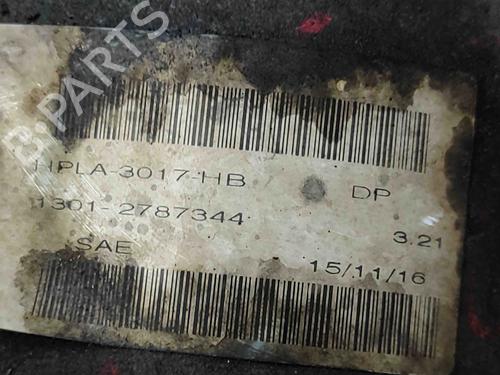 B-PARTS
HPLA-3017-HB DP
1301-2787344 3.21
SAE 15/11/16